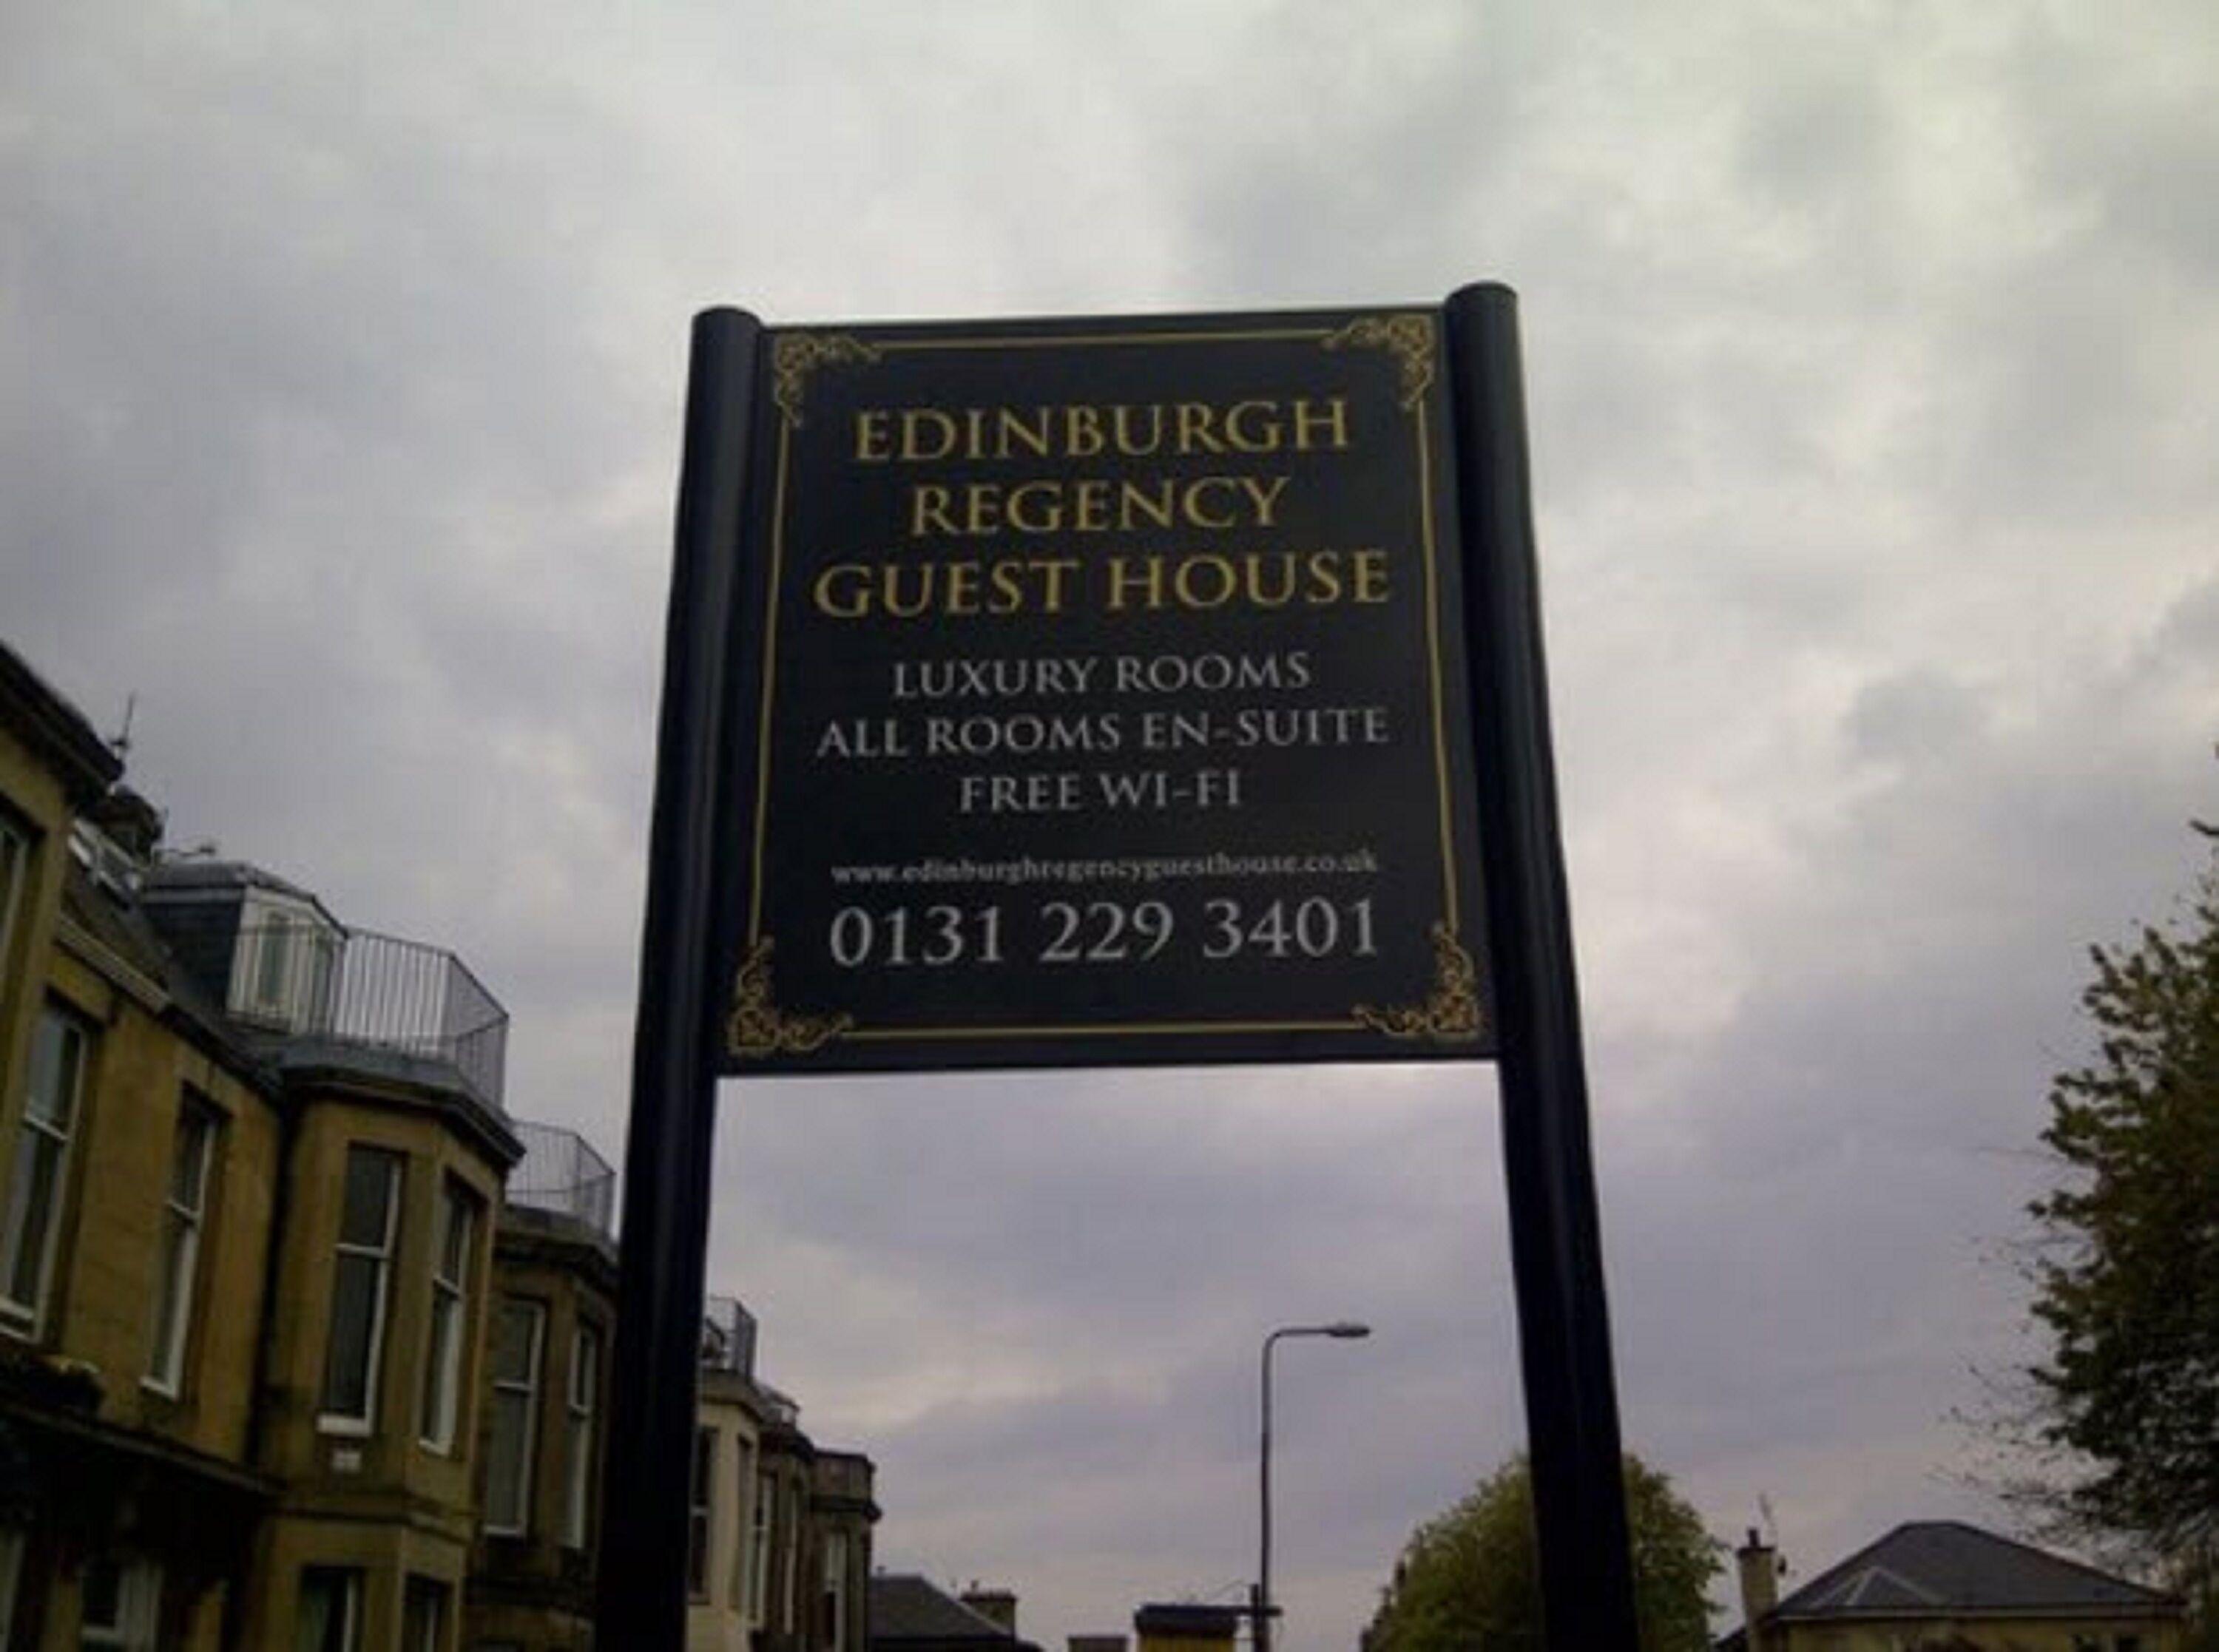 EDINBURGH
REGENCY
GUEST HOUSE
LUXURY ROOMS
ALL ROOMS EN-SUITE
FREE WI-FI
www.edinburghregencyguesthouse.co.uk
0131 229 3401